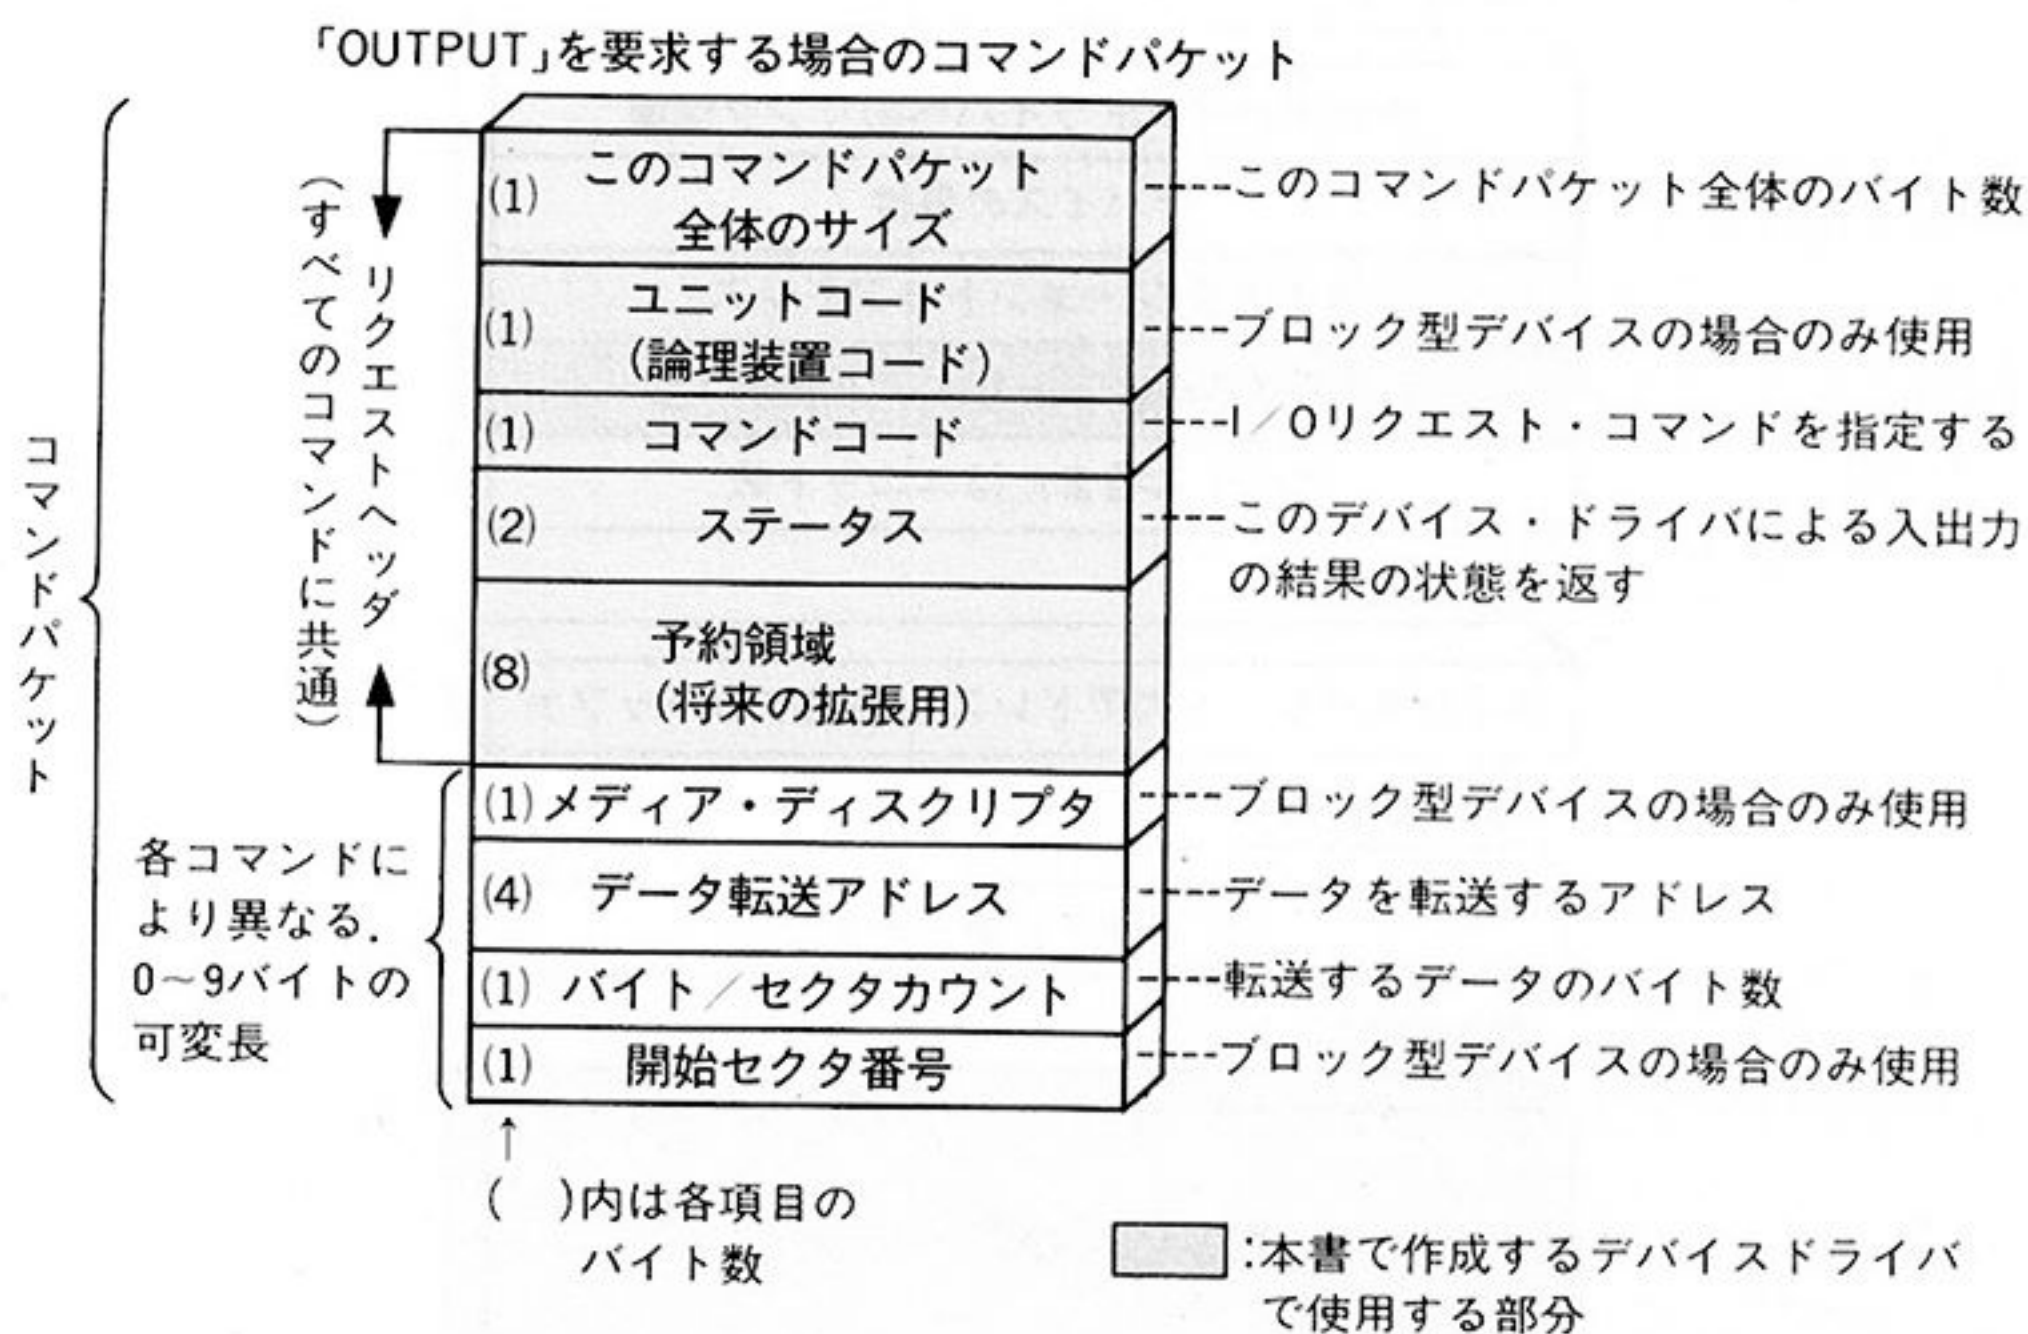 「OUTPUT」を要求する場合のコマンドパケット
コマンドパケット
リクエストヘッダ
(すべてのコマンドに共通)
(1) このコマンドパケット
全体のサイズ
このコマンドパケット全体のバイト数
(1) ユニットコード
(論理装置コード)
ブロック型デバイスの場合のみ使用
(1) コマンドコード
I/Oリクエスト・コマンドを指定する
(2) ステータス
このデバイス・ドライバによる入出力
の結果の状態を返す
(8) 予約領域
(将来の拡張用)
各コマンドに
より異なる.
0~9バイトの
可変長
(1) メディア・ディスクリプタ
ブロック型デバイスの場合のみ使用
(4) データ転送アドレス
データを転送するアドレス
(1) バイト/セクタカウント
転送するデータのバイト数
(1) 開始セクタ番号
ブロック型デバイスの場合のみ使用
↑
( )内は各項目の
バイト数
:本書で作成するデバイスドライバ
で使用する部分